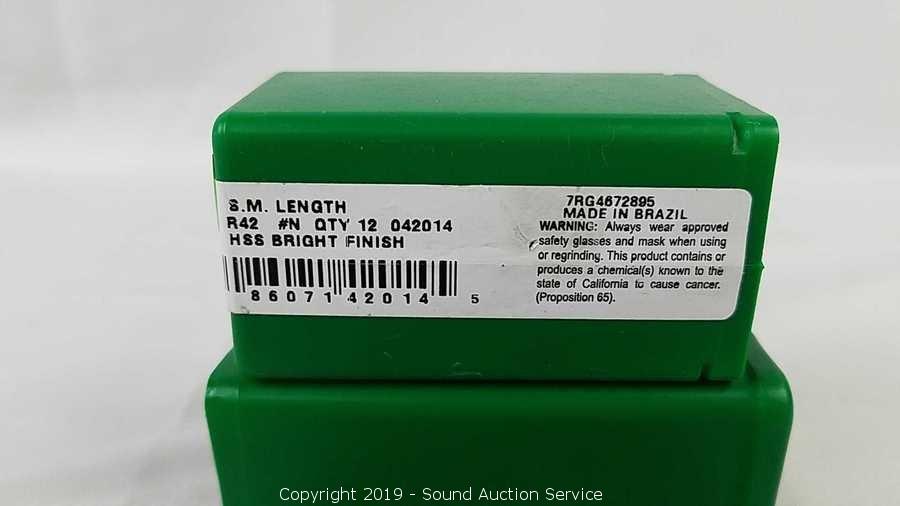 S.M. LENGTH
R42 #N QTY 12 042014
HSS BRIGHT FINISH
86071 42014 5
7RG4672895
MADE IN BRAZIL
WARNING: Always wear approved
safety glasses and mask when using
or regrinding. This product contains or
produces a chemical(s) known to the
state of California to cause cancer.
(Proposition 65).
Copyright 2019 - Sound Auction Service